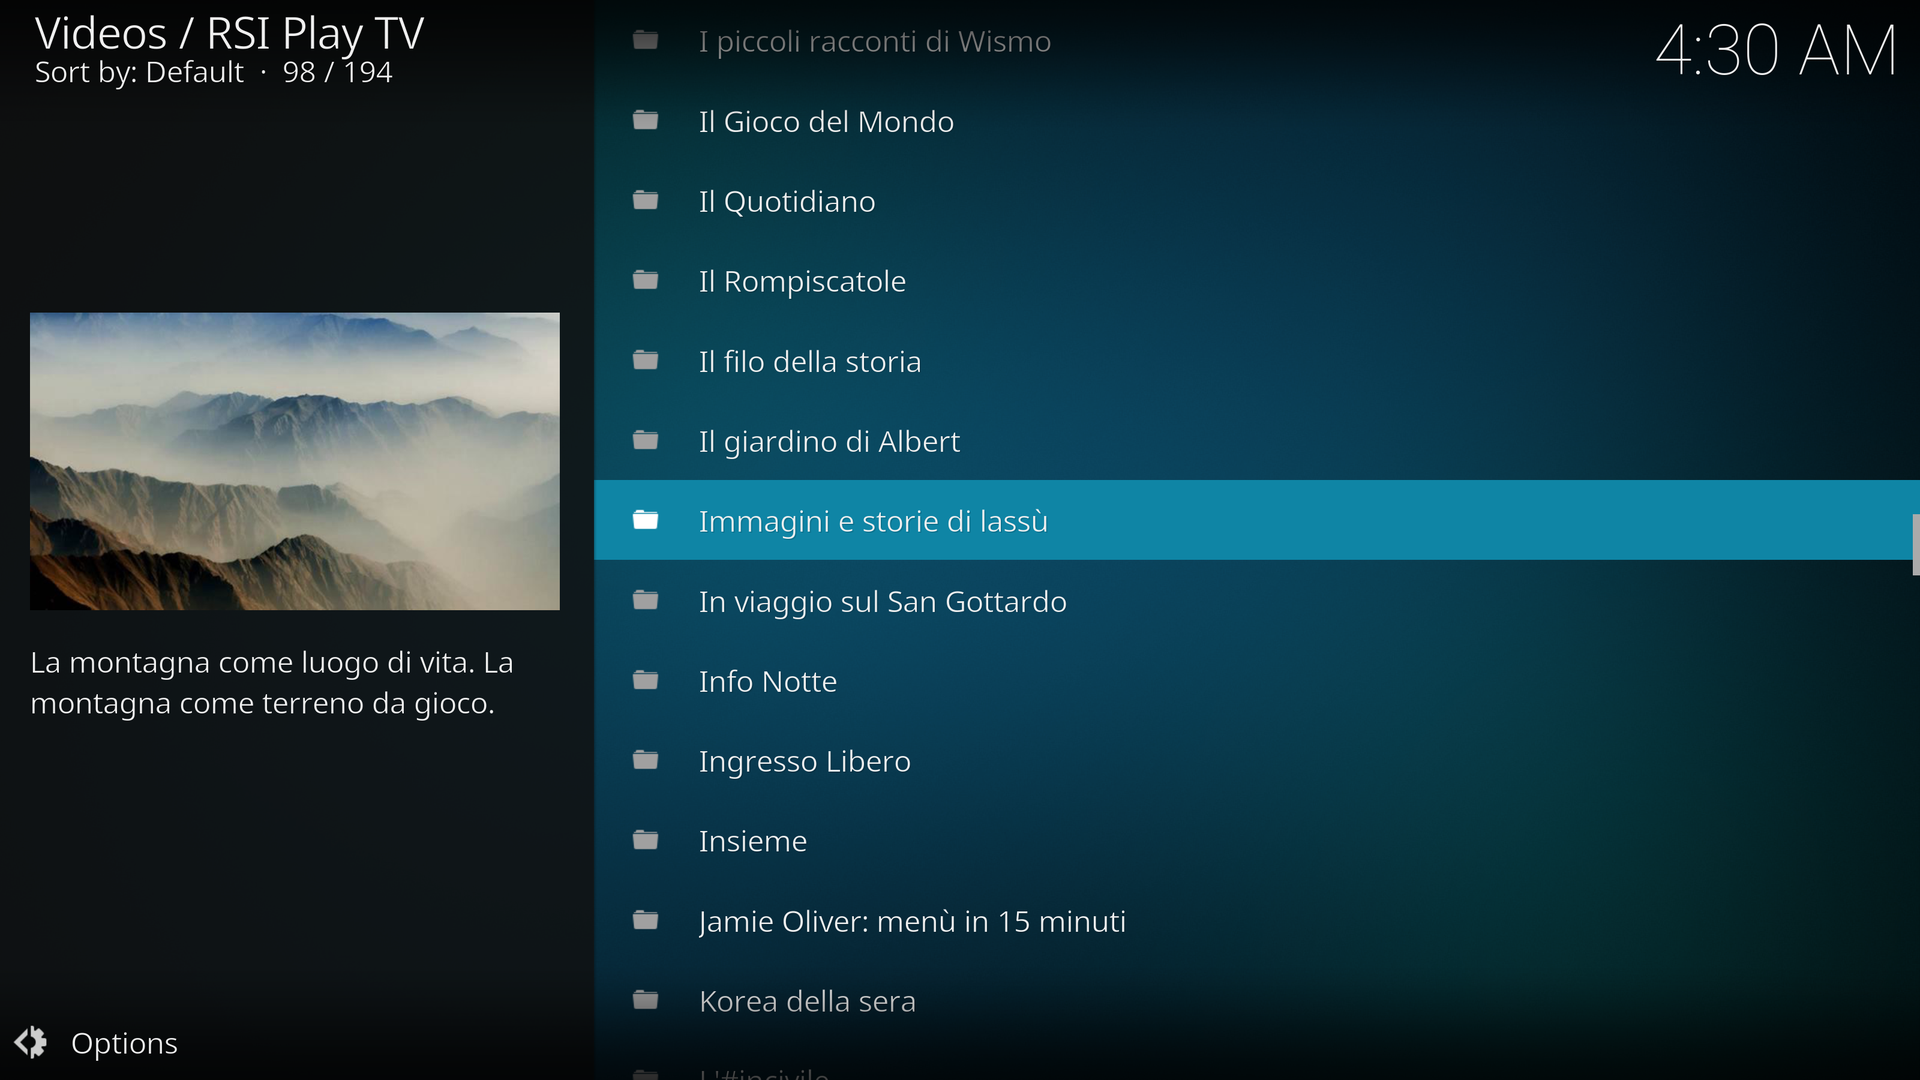 Videos / RSI Play TV
Sort by: Default · 98 / 194
4:30 AM
I piccoli racconti di Wismo
Il Gioco del Mondo
Il Quotidiano
Il Rompiscatole
Il filo della storia
Il giardino di Albert
Immagini e storie di lassù
In viaggio sul San Gottardo
Info Notte
Ingresso Libero
Insieme
Jamie Oliver: menù in 15 minuti
Korea della sera
L'#incivile
La montagna come luogo di vita. La
montagna come terreno da gioco.
Options